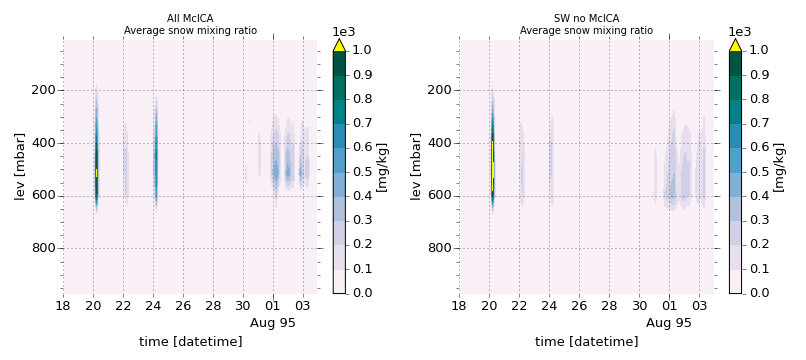 All McICA
Average snow mixing ratio
1e3
200
400
600
800
lev [mbar]
18 20 22 24 26 28 30 01 03
Aug 95
time [datetime]
1.0
0.9
0.8
0.7
0.6
0.5
0.4
0.3
0.2
0.1
0.0
[mg/kg]
SW no McICA
Average snow mixing ratio
1e3
200
400
600
800
lev [mbar]
18 20 22 24 26 28 30 01 03
Aug 95
time [datetime]
1.0
0.9
0.8
0.7
0.6
0.5
0.4
0.3
0.2
0.1
0.0
[mg/kg]